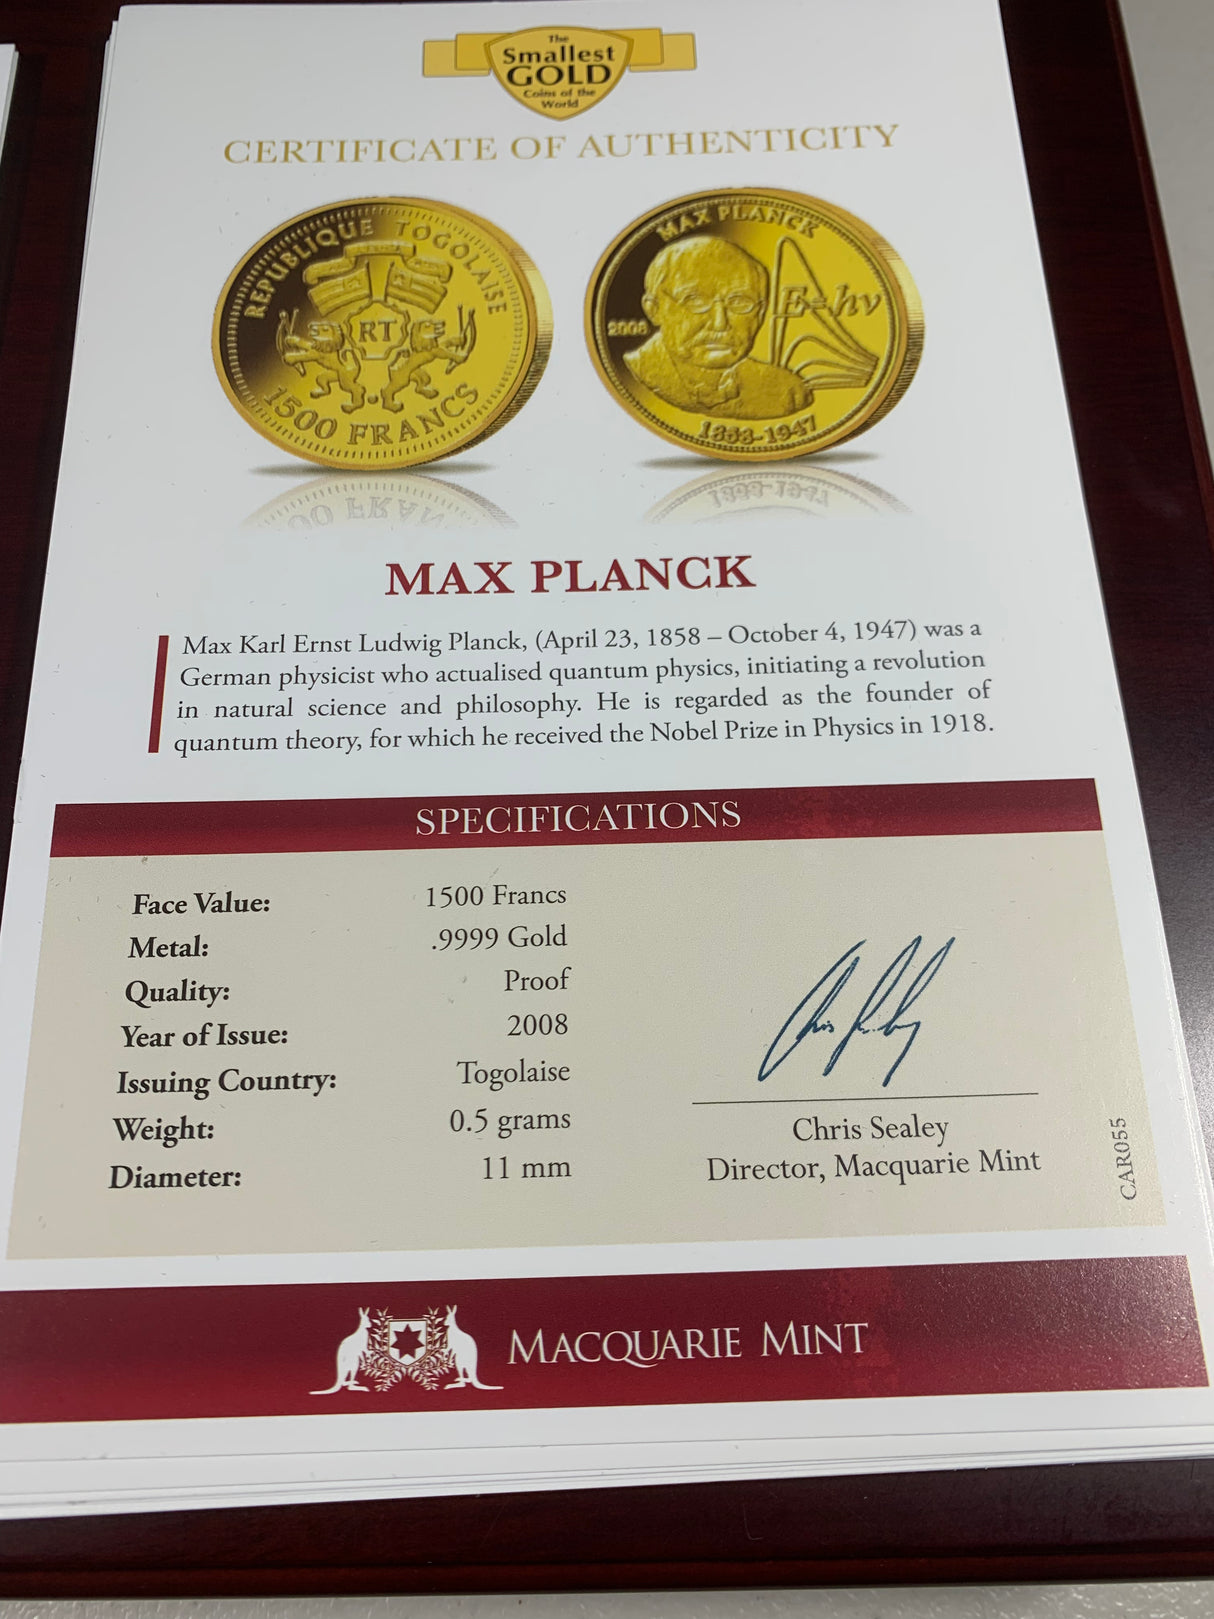 The
Smallest
GOLD
Coins of the
World
CERTIFICATE OF AUTHENTICITY
REPUBLIQUE TOGOLAISE
RT
1500 FRANCS
MAX PLANCK
2008
E=hν
1858-1947
MAX PLANCK
Max Karl Ernst Ludwig Planck, (April 23, 1858 – October 4, 1947) was a
German physicist who actualised quantum physics, initiating a revolution
in natural science and philosophy. He is regarded as the founder of
quantum theory, for which he received the Nobel Prize in Physics in 1918.
SPECIFICATIONS
Face Value: 1500 Francs
Metal: .9999 Gold
Quality: Proof
Year of Issue: 2008
Issuing Country: Togolaise
Weight: 0.5 grams
Diameter: 11 mm
Chris Sealey
Chris Sealey
Director, Macquarie Mint
CAR055
MACQUARIE MINT